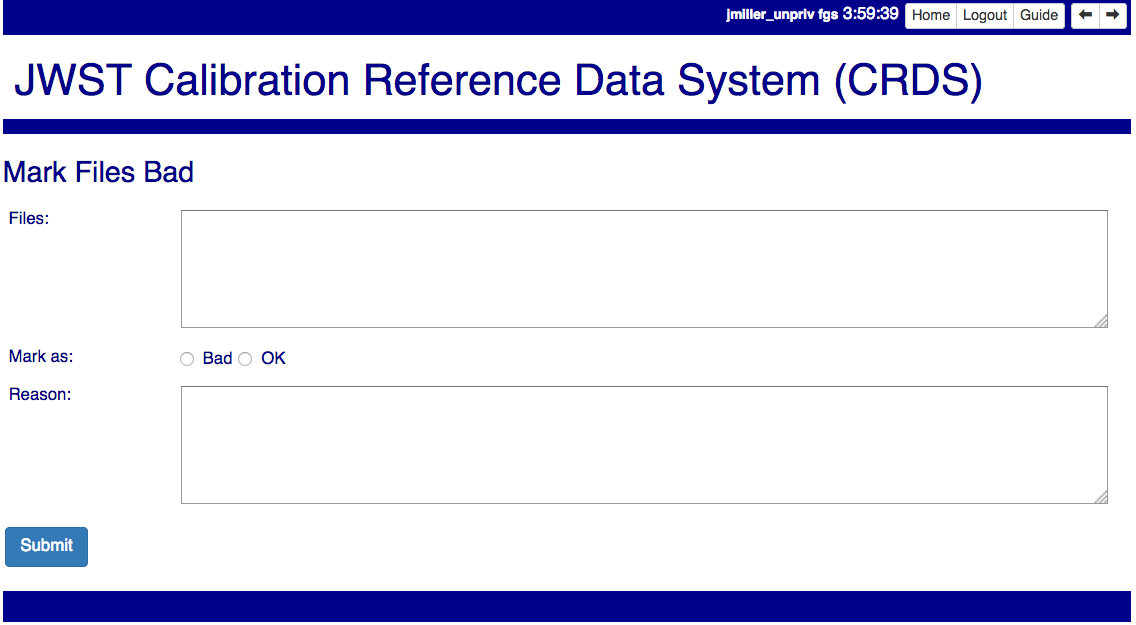 jmiller_unpriv fgs 3:59:39 Home Logout Guide
JWST Calibration Reference Data System (CRDS)
Mark Files Bad
Files:
Mark as: Bad OK
Reason:
Submit